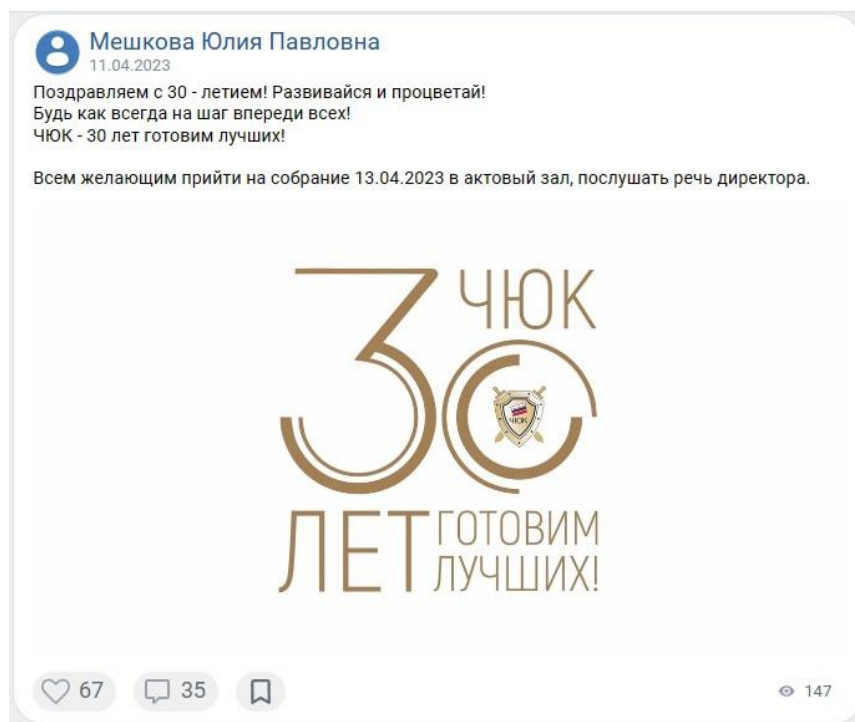 Мешкова Юлия Павловна
11.04.2023
Поздравляем с 30 - летием! Развивайся и процветай!
Будь как всегда на шаг впереди всех!
ЧЮК - 30 лет готовим лучших!
Всем желающим прийти на собрание 13.04.2023 в актовый зал, послушать речь директора.
30 ЧЮК
ЧЮК
ЛЕТ ГОТОВИМ
ЛУЧШИХ!
67 35 147